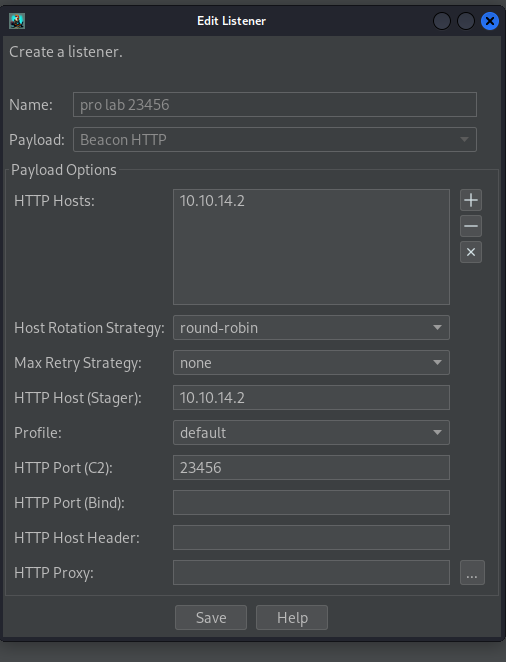 Edit Listener
Create a listener.
Name: pro lab 23456
Payload: Beacon HTTP
Payload Options
HTTP Hosts: 10.10.14.2
Host Rotation Strategy: round-robin
Max Retry Strategy: none
HTTP Host (Stager): 10.10.14.2
Profile: default
HTTP Port (C2): 23456
HTTP Port (Bind):
HTTP Host Header:
HTTP Proxy: ...
Save Help